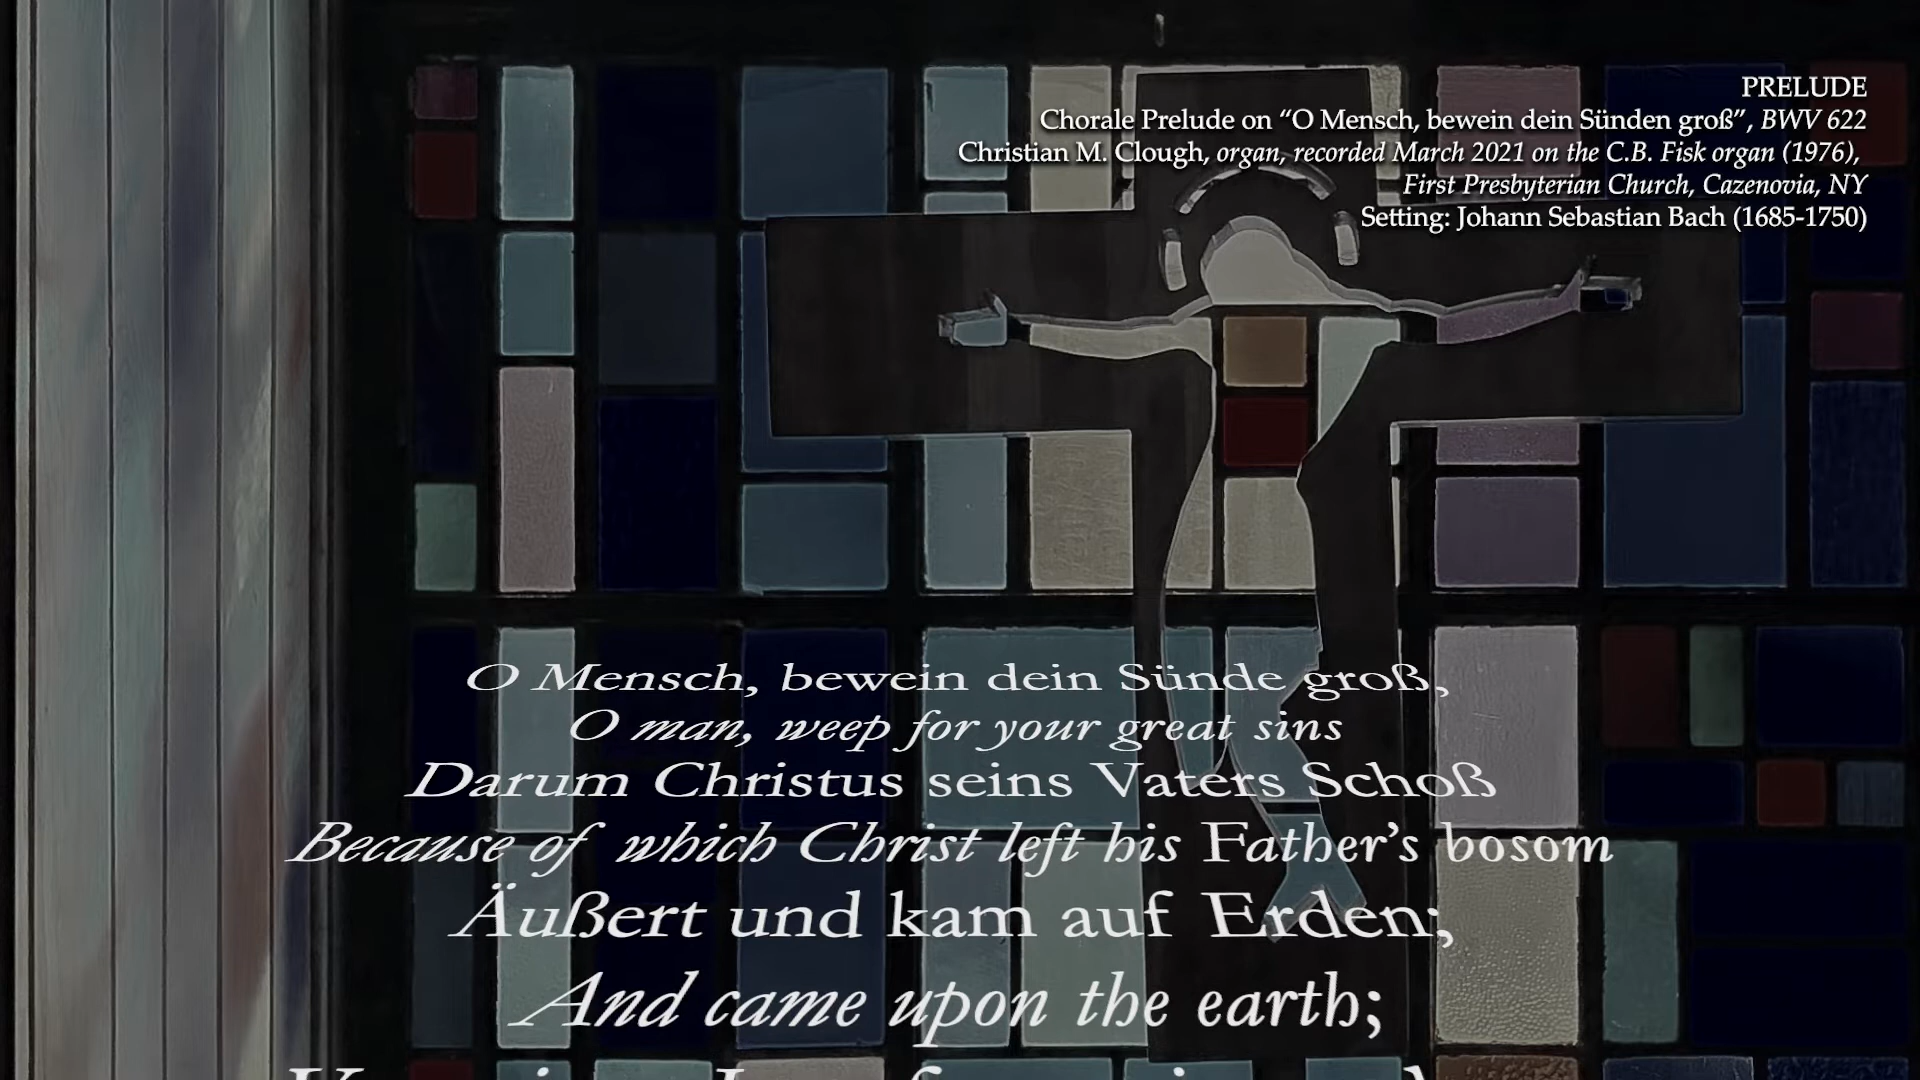 PRELUDE
Chorale Prelude on “O Mensch, bewein dein Sünden groß”, BWV 622
Christian M. Clough, organ, recorded March 2021 on the C.B. Fisk organ (1976),
First Presbyterian Church, Cazenovia, NY
Setting: Johann Sebastian Bach (1685-1750)
O Mensch, bewein dein Sünde groß,
O man, weep for your great sins
Darum Christus seins Vaters Schoß
Because of which Christ left his Father’s bosom
Äußert und kam auf Erden;
And came upon the earth;